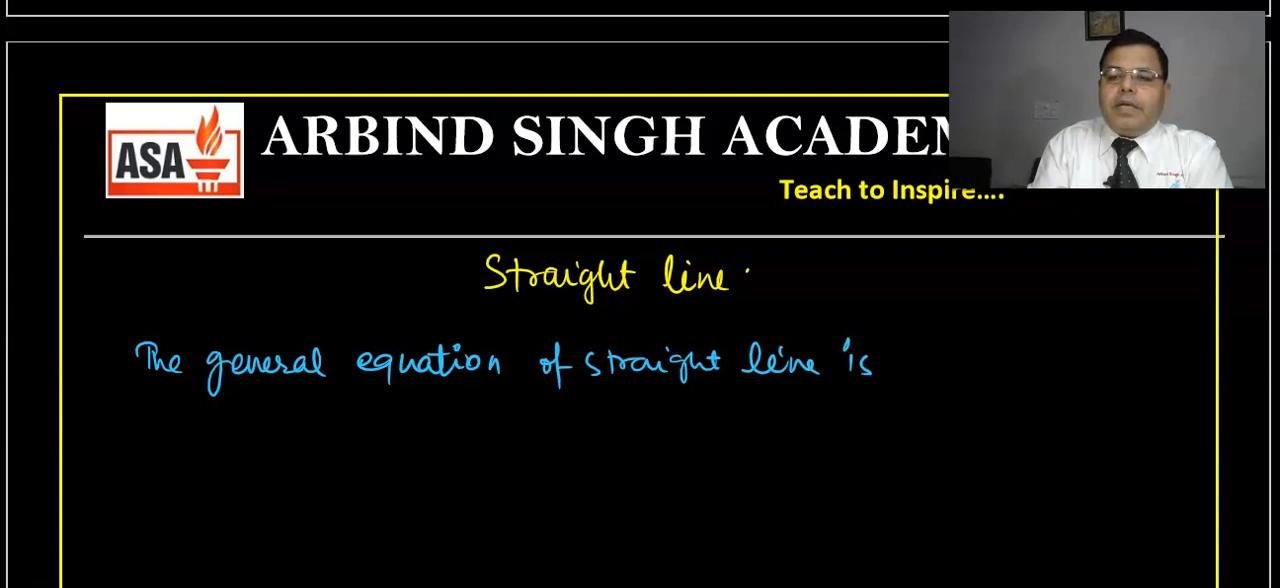 ASA
ARBIND SINGH ACADEM
Teach to Inspire....
Straight line.
The general equation of straight line is